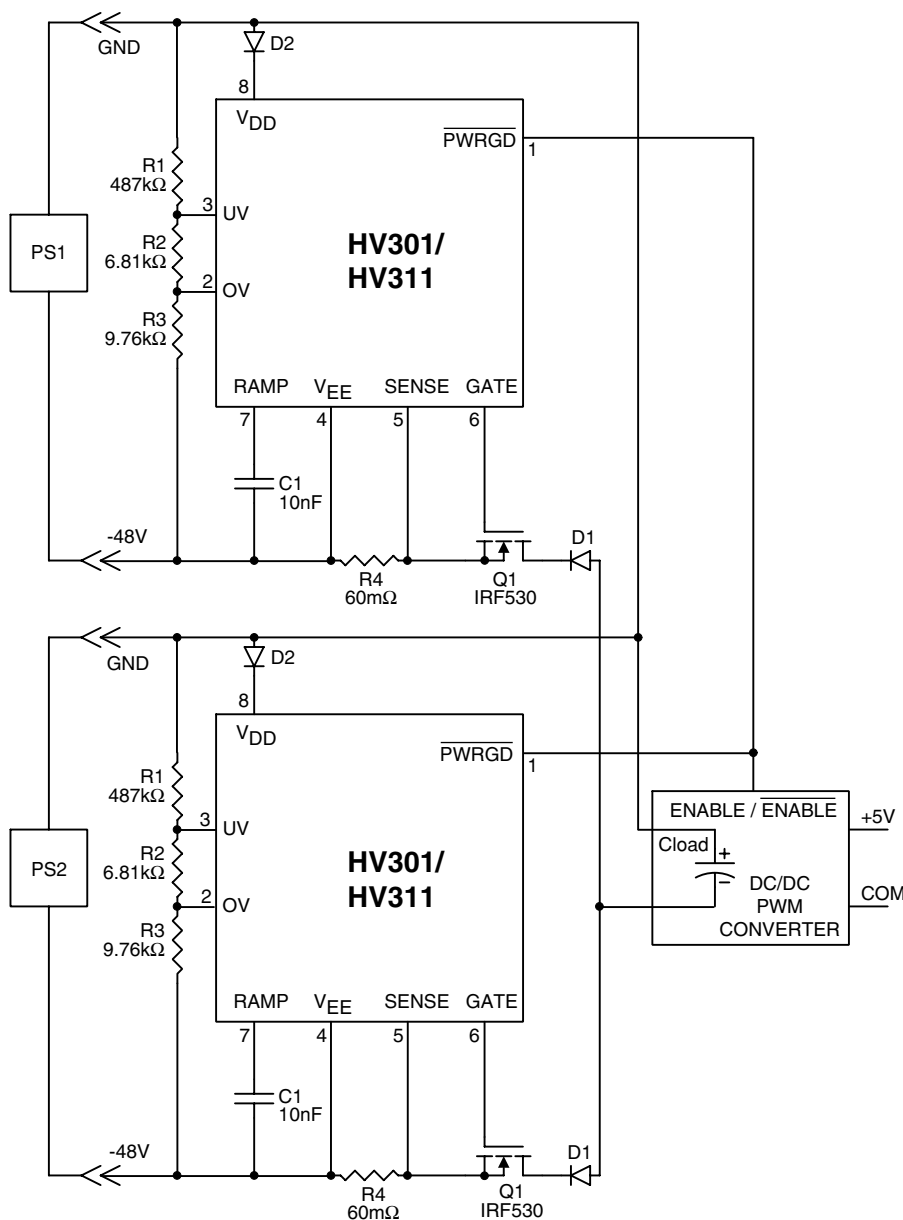 GND
D2
8
VDD
PWRGD
1
R1
487kΩ
3
UV
R2
6.81kΩ
2
OV
R3
9.76kΩ
PS1
HV301/
HV311
RAMP
VEE
SENSE
GATE
7
4
5
6
C1
10nF
-48V
R4
60mΩ
Q1
IRF530
D1
GND
D2
8
VDD
PWRGD
1
R1
487kΩ
3
UV
R2
6.81kΩ
2
OV
R3
9.76kΩ
PS2
HV301/
HV311
ENABLE / ENABLE
+5V
Cload
+
−
DC/DC
PWM
CONVERTER
COM
RAMP
VEE
SENSE
GATE
7
4
5
6
C1
10nF
-48V
R4
60mΩ
Q1
IRF530
D1